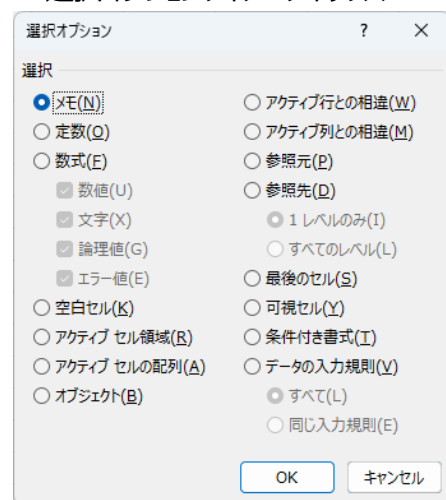 選択オプション ? ×
選択
メモ(N)
定数(O)
数式(F)
数値(U)
文字(X)
論理値(G)
エラー値(E)
空白セル(K)
アクティブ セル領域(R)
アクティブ セルの配列(A)
オブジェクト(B)
アクティブ行との相違(W)
アクティブ列との相違(M)
参照元(P)
参照先(D)
1 レベルのみ(I)
すべてのレベル(L)
最後のセル(S)
可視セル(Y)
条件付き書式(T)
データの入力規則(V)
すべて(L)
同じ入力規則(E)
OK
キャンセル